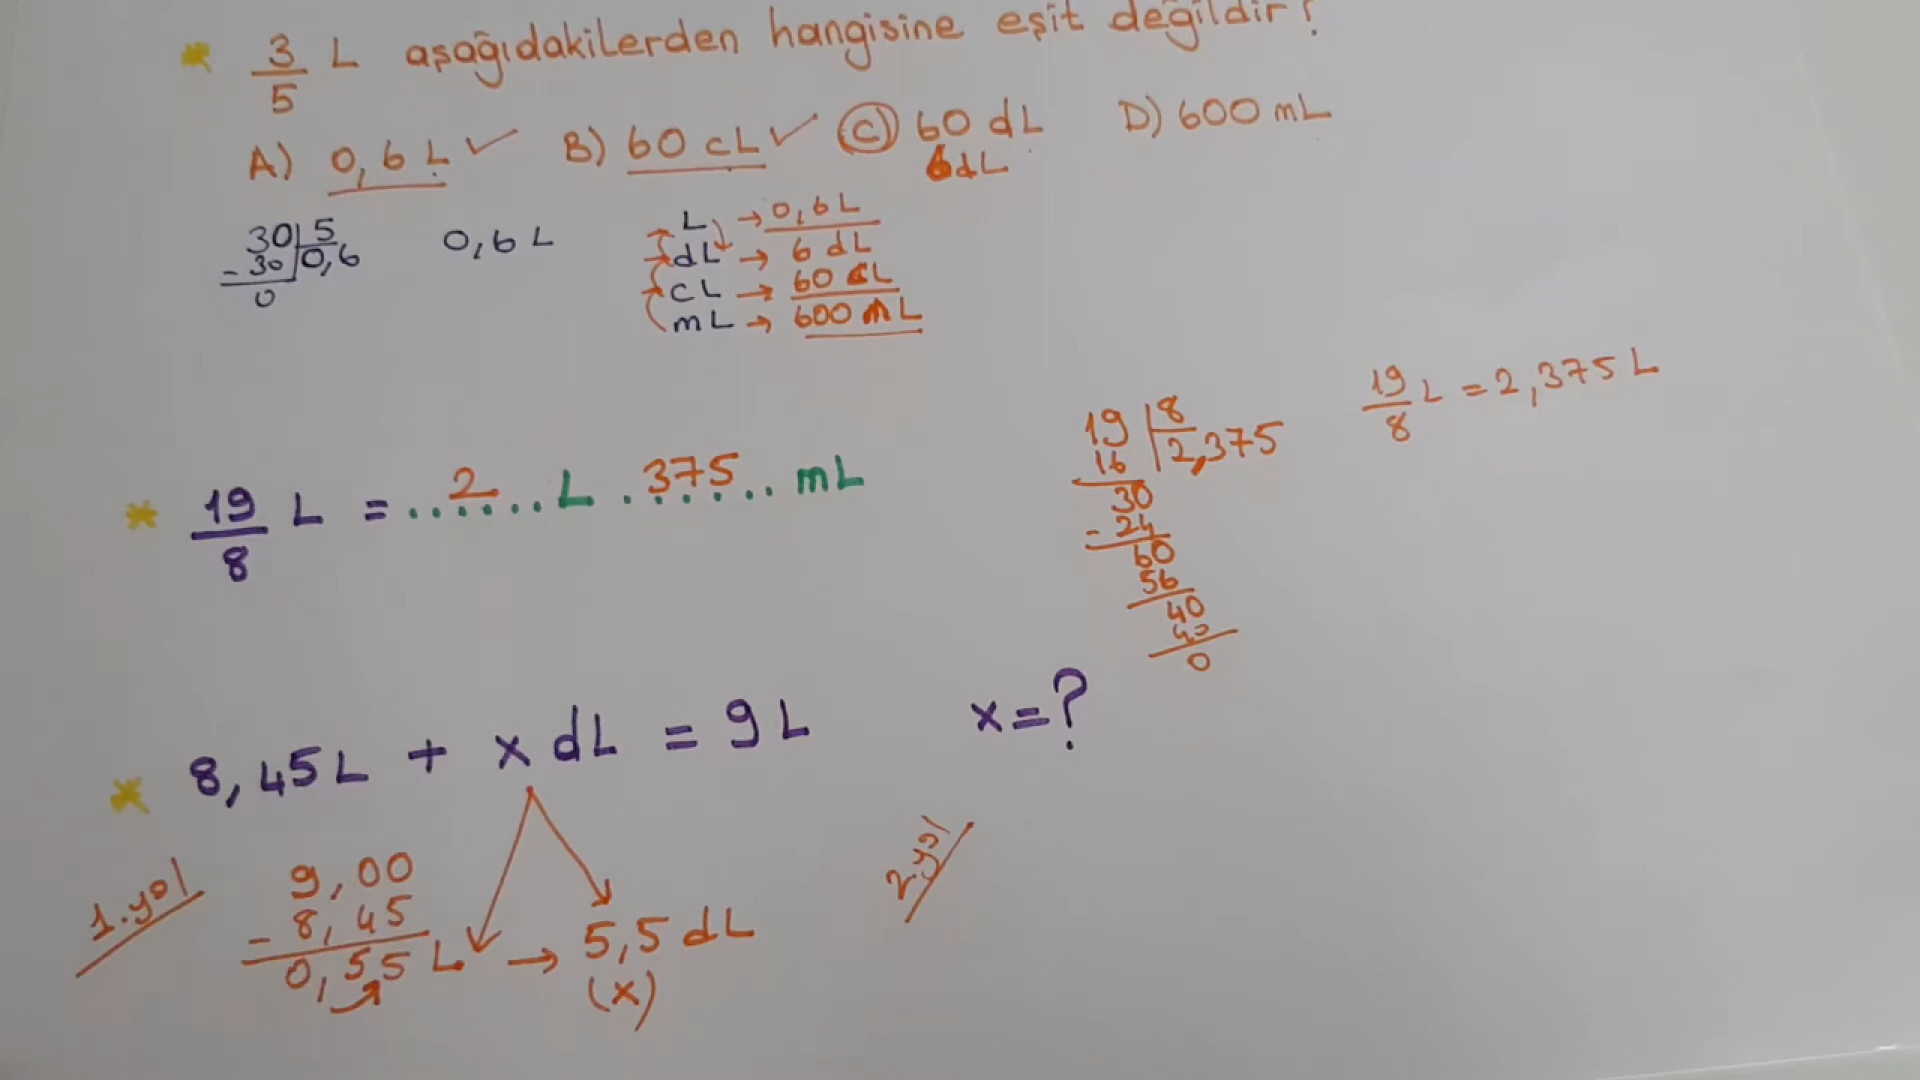 * 3/5 L aşağıdakilerden hangisine eşit değildir?
A) 0,6 L ✓ B) 60 cL ✓ C) 60 dL D) 600 mL
6dL
30 | 5
-30 | 0,6
0
0,6 L
L → 0,6 L
dL → 6 dL
cL → 60 cL
mL → 600 mL
* 19/8 L = ..2.. L .375.. mL
19 | 8
16 | 2,375
30
- 24
60
56
40
40
0
19/8 L = 2,375 L
* 8,45 L + x dL = 9 L x = ?
1. yol
9,00
- 8,45
0,55 L → 5,5 dL
(x)
2. yol